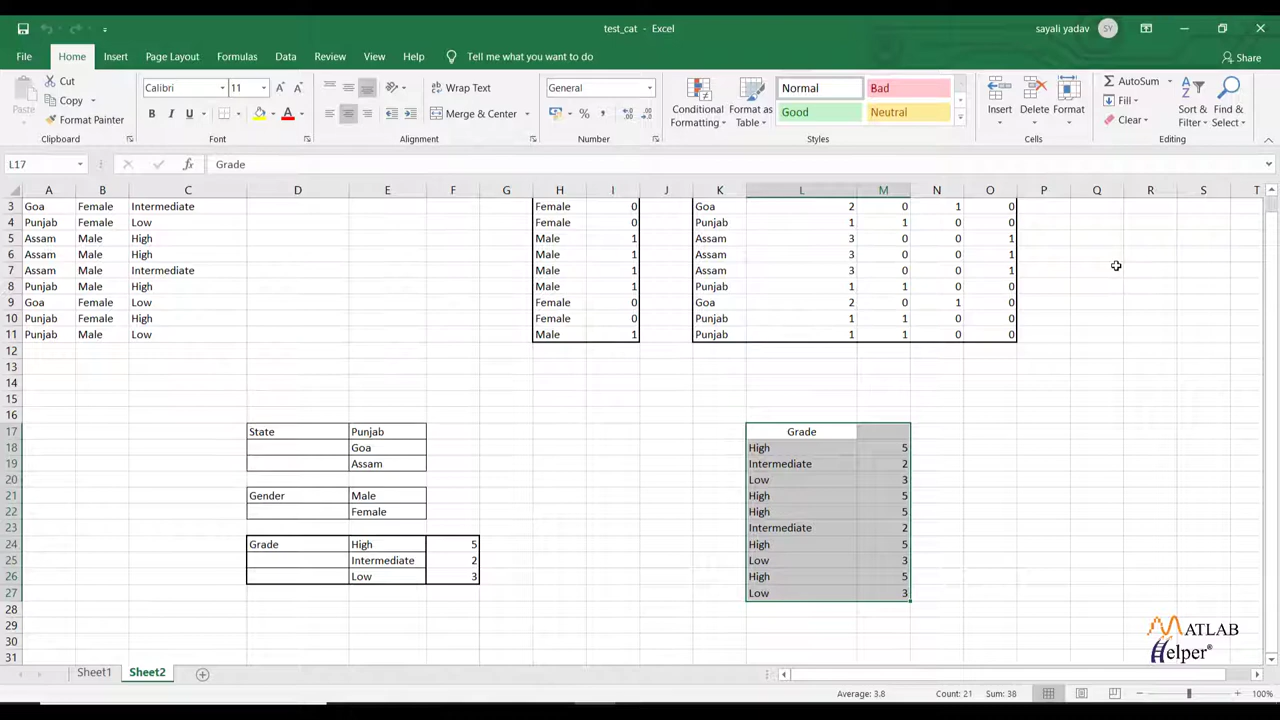 test_cat - Excel
sayali yadav SY
File Home Insert Page Layout Formulas Data Review View Help Tell me what you want to do Share
Paste Cut Copy Format Painter Clipboard
Calibri 11 B I U A Font
Wrap Text Merge & Center Alignment
General % Number
Conditional Formatting Format as Table Normal Bad Good Neutral Styles
Insert Delete Format Cells
AutoSum Fill Clear Sort & Filter Find & Select Editing
L17 fx Grade
A B C D E F G H I J K L M N O P Q R S T
3 Goa Female Intermediate Female 0 Goa 2 0 1 0
4 Punjab Female Low Female 0 Punjab 1 1 0 0
5 Assam Male High Male 1 Assam 3 0 0 1
6 Assam Male High Male 1 Assam 3 0 0 1
7 Assam Male Intermediate Male 1 Assam 3 0 0 1
8 Punjab Male High Male 1 Punjab 1 1 0 0
9 Goa Female Low Female 0 Goa 2 0 1 0
10 Punjab Female High Female 0 Punjab 1 1 0 0
11 Punjab Male Low Male 1 Punjab 1 1 0 0
12
13
14
15
16
17 State Punjab Grade
18 Goa High 5
19 Assam Intermediate 2
20 Low 3
21 Gender Male High 5
22 Female High 5
23 Intermediate 2
24 Grade High 5 High 5
25 Intermediate 2 Low 3
26 Low 3 High 5
27 Low 3
28
29
30
31
MATLAB
Helper®
Sheet1 Sheet2
Average: 3.8 Count: 21 Sum: 38 100%